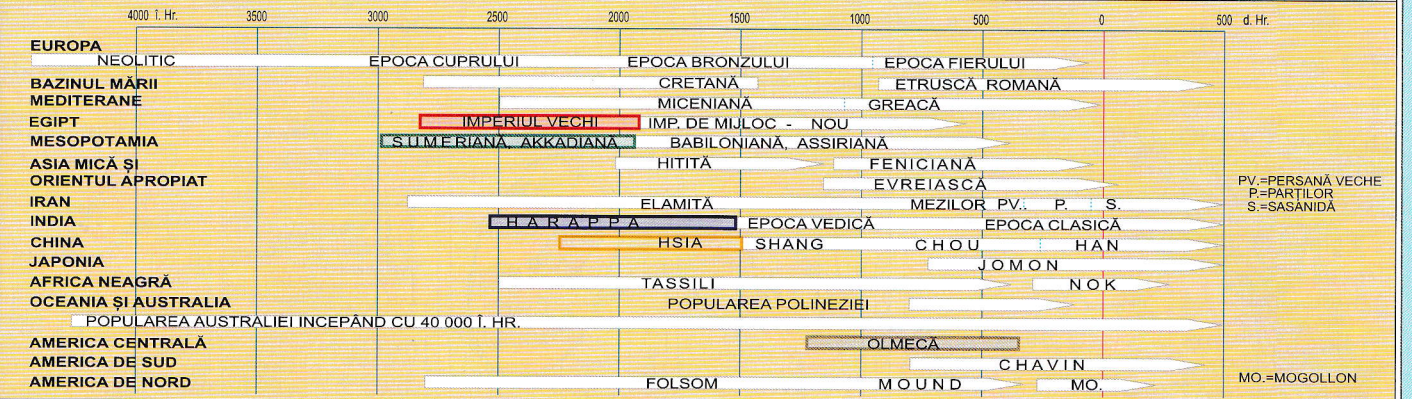 4000 î. Hr. 3500 3000 2500 2000 1500 1000 500 0 500 d. Hr.
EUROPA
NEOLITIC EPOCA CUPRULUI EPOCA BRONZULUI EPOCA FIERULUI
BAZINUL MĂRII CRETANĂ ETRUSCĂ ROMANĂ
MEDITERANE MICENIANĂ GREACĂ
EGIPT IMPERIUL VECHI IMP. DE MIJLOC - NOU
MESOPOTAMIA SUMERIANĂ, AKKADIANĂ BABILONIANĂ, ASSIRIANĂ
ASIA MICĂ ȘI HITITĂ FENICIANĂ
ORIENTUL APROPIAT EVREIASCĂ PV.=PERSANĂ VECHE
P.=PARȚILOR
IRAN ELAMITĂ MEZILOR PV. P. S. S.=SASANIDĂ
INDIA HARAPPA EPOCA VEDICĂ EPOCA CLASICĂ
CHINA HSIA SHANG CHOU HAN
JAPONIA JOMON
AFRICA NEAGRĂ TASSILI NOK
OCEANIA ȘI AUSTRALIA POPULAREA POLINEZIEI
POPULAREA AUSTRALIEI INCEPÂND CU 40 000 Î. HR.
AMERICA CENTRALĂ OLMECĂ
AMERICA DE SUD CHAVIN
AMERICA DE NORD FOLSOM MOUND MO. MO.=MOGOLLON